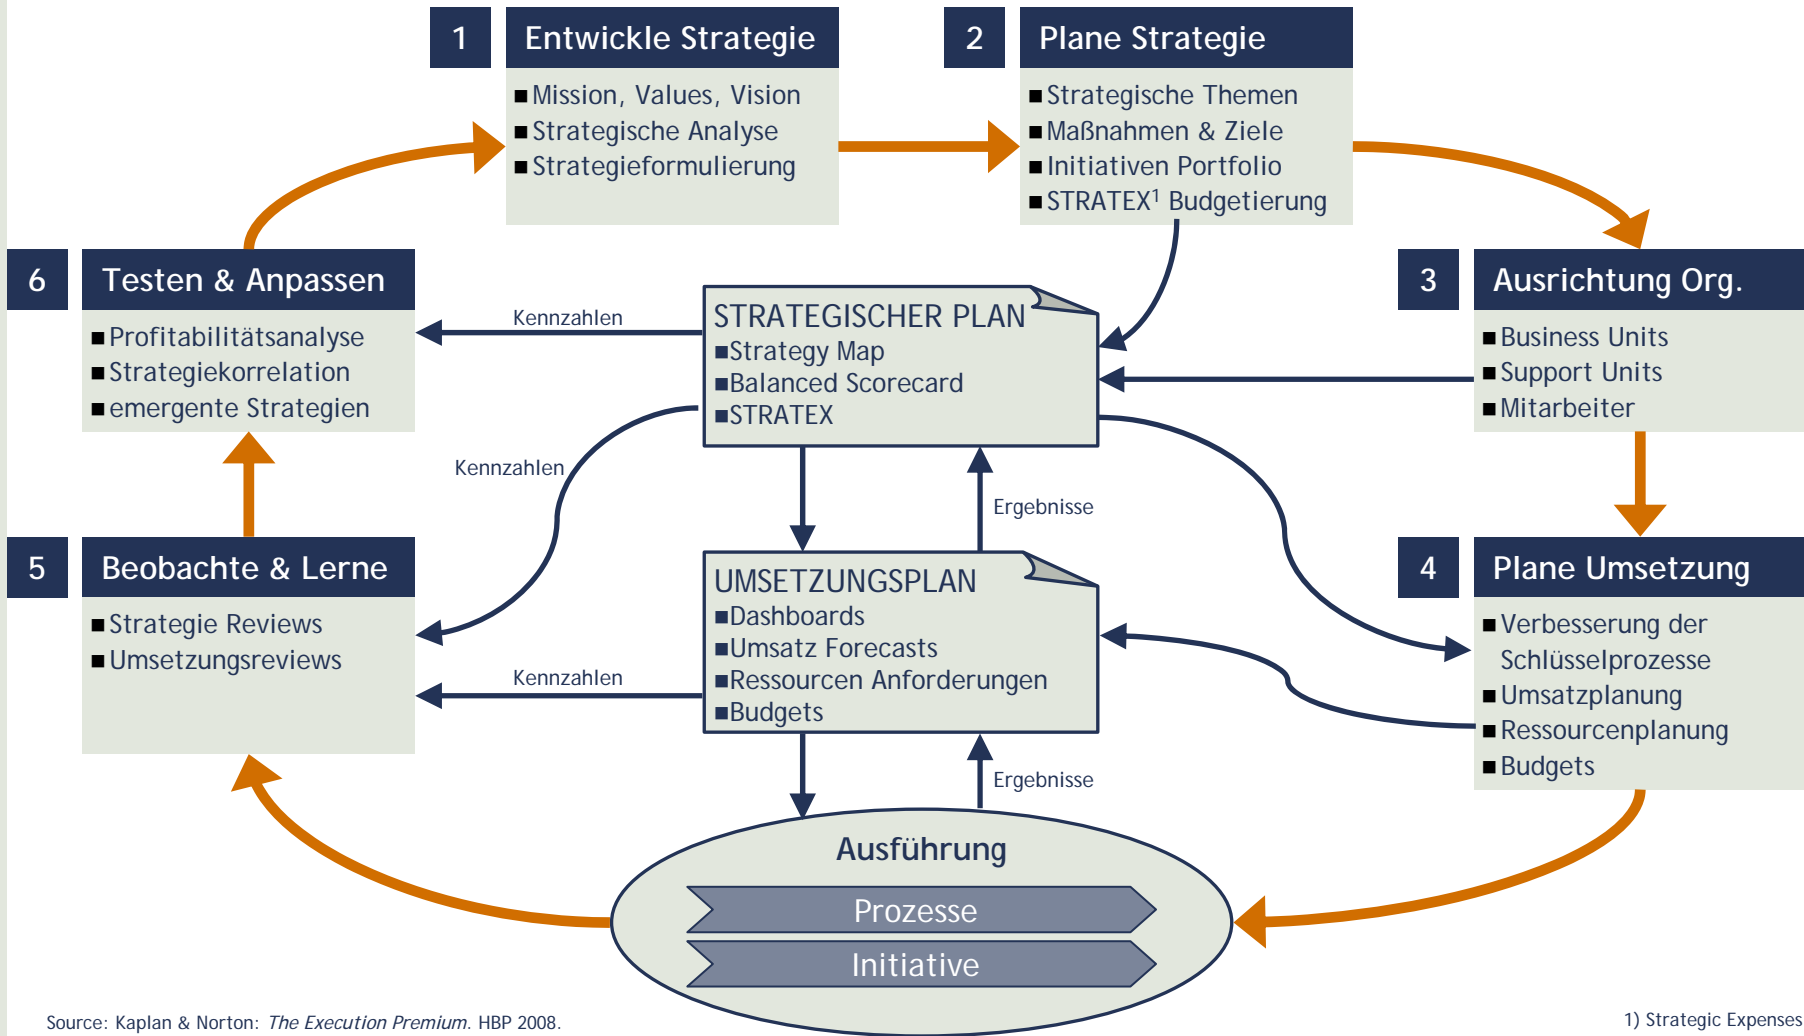 1 Entwickle Strategie
■ Mission, Values, Vision
■ Strategische Analyse
■ Strategieformulierung
2 Plane Strategie
■ Strategische Themen
■ Maßnahmen & Ziele
■ Initiativen Portfolio
■ STRATEX¹ Budgetierung
6 Testen & Anpassen
■ Profitabilitätsanalyse
■ Strategiekorrelation
■ emergente Strategien
Kennzahlen
STRATEGISCHER PLAN
■ Strategy Map
■ Balanced Scorecard
■ STRATEX
3 Ausrichtung Org.
■ Business Units
■ Support Units
■ Mitarbeiter
Kennzahlen
Ergebnisse
5 Beobachte & Lerne
■ Strategie Reviews
■ Umsetzungsreviews
Kennzahlen
UMSETZUNGSPLAN
■ Dashboards
■ Umsatz Forecasts
■ Ressourcen Anforderungen
■ Budgets
4 Plane Umsetzung
■ Verbesserung der
Schlüsselprozesse
■ Umsatzplanung
■ Ressourcenplanung
■ Budgets
Ergebnisse
Ausführung
Prozesse
Initiative
Source: Kaplan & Norton: The Execution Premium. HBP 2008.
1) Strategic Expenses